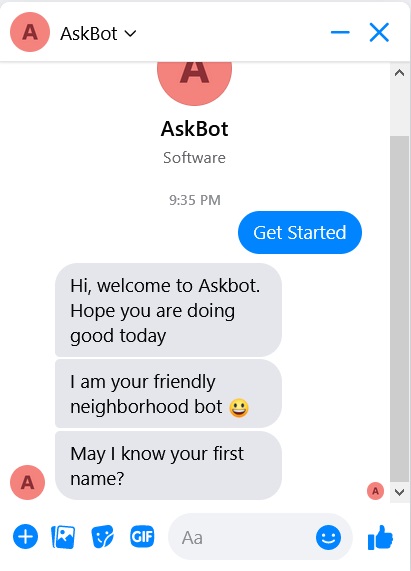 A AskBot
A
AskBot
Software
9:35 PM
Get Started
Hi, welcome to Askbot.
Hope you are doing
good today
I am your friendly
neighborhood bot 😀
May I know your first
name?
A
A
GIF
Aa